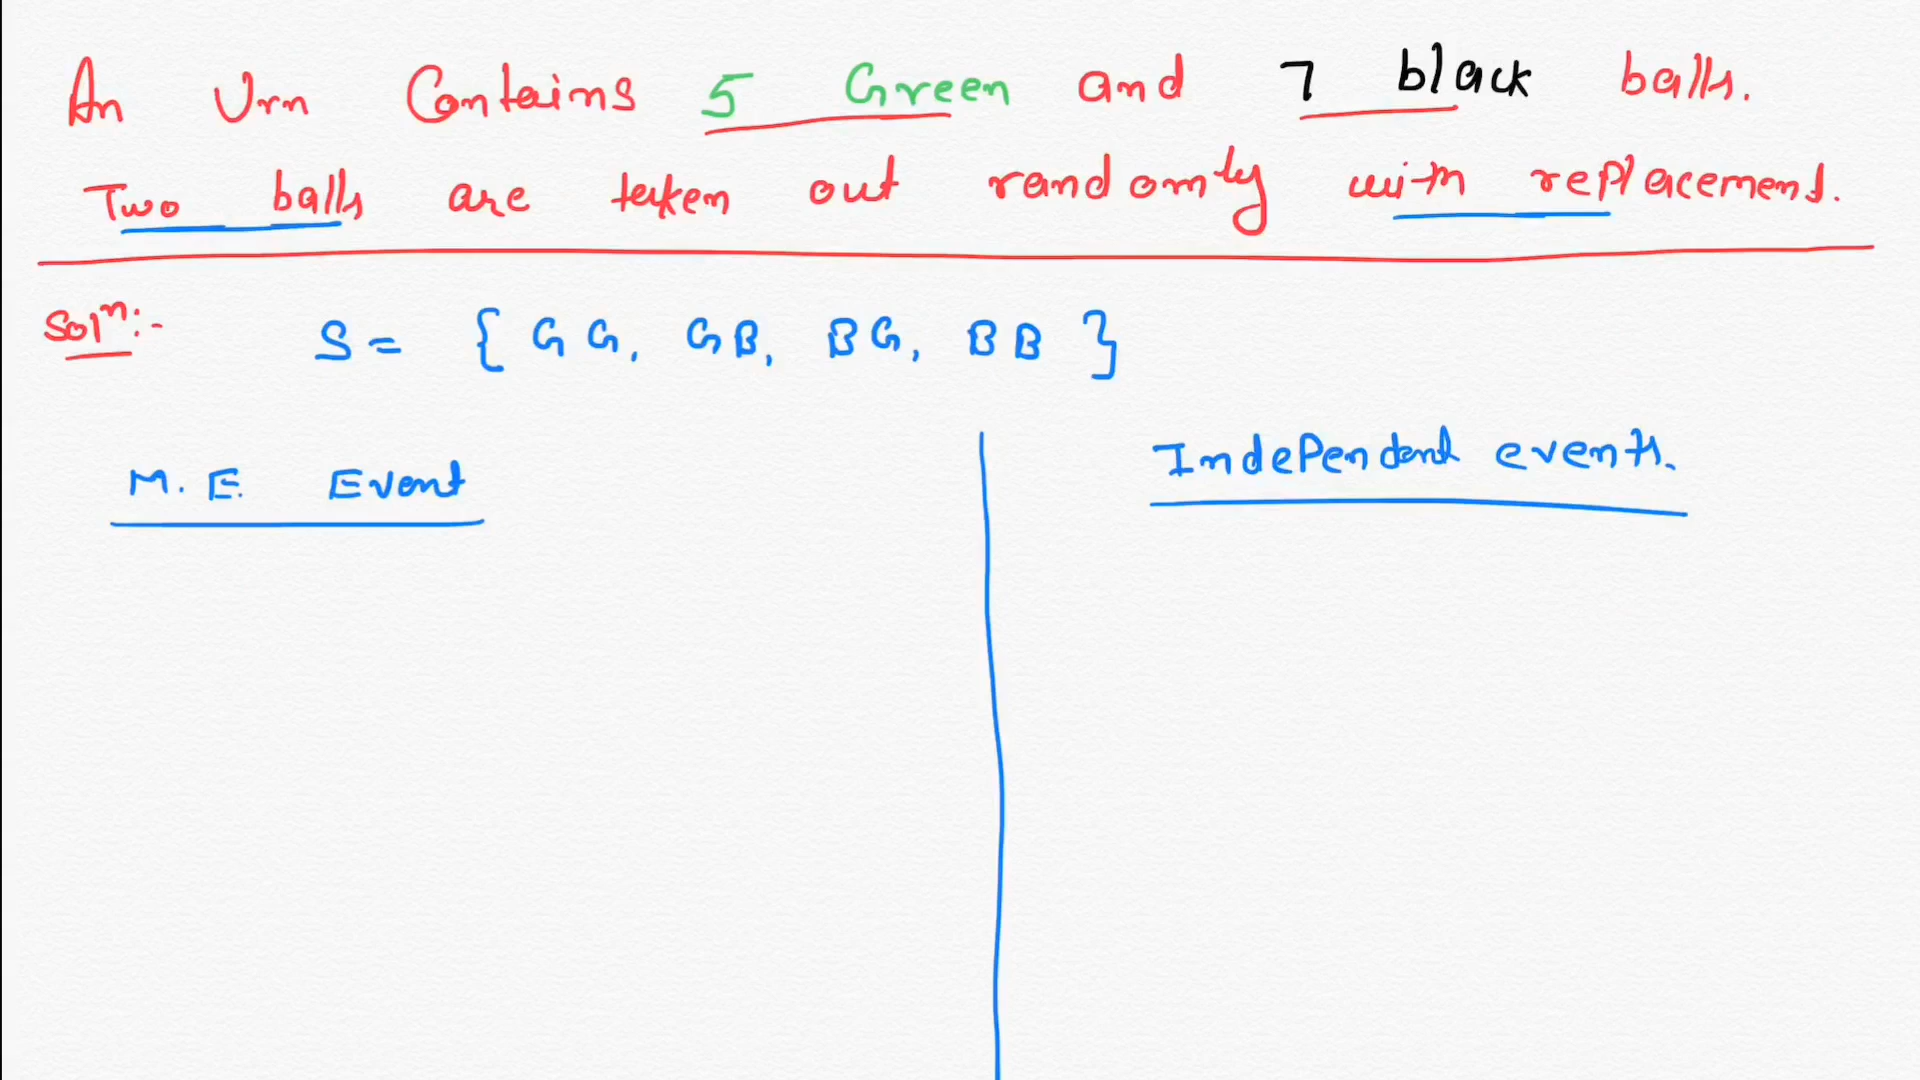 An Urn Contains 5 Green and 7 black balls.
Two balls are taken out randomly with replacement.
Solⁿ:-
S = { GG, GB, BG, BB }
M. E. Event
Independent events.